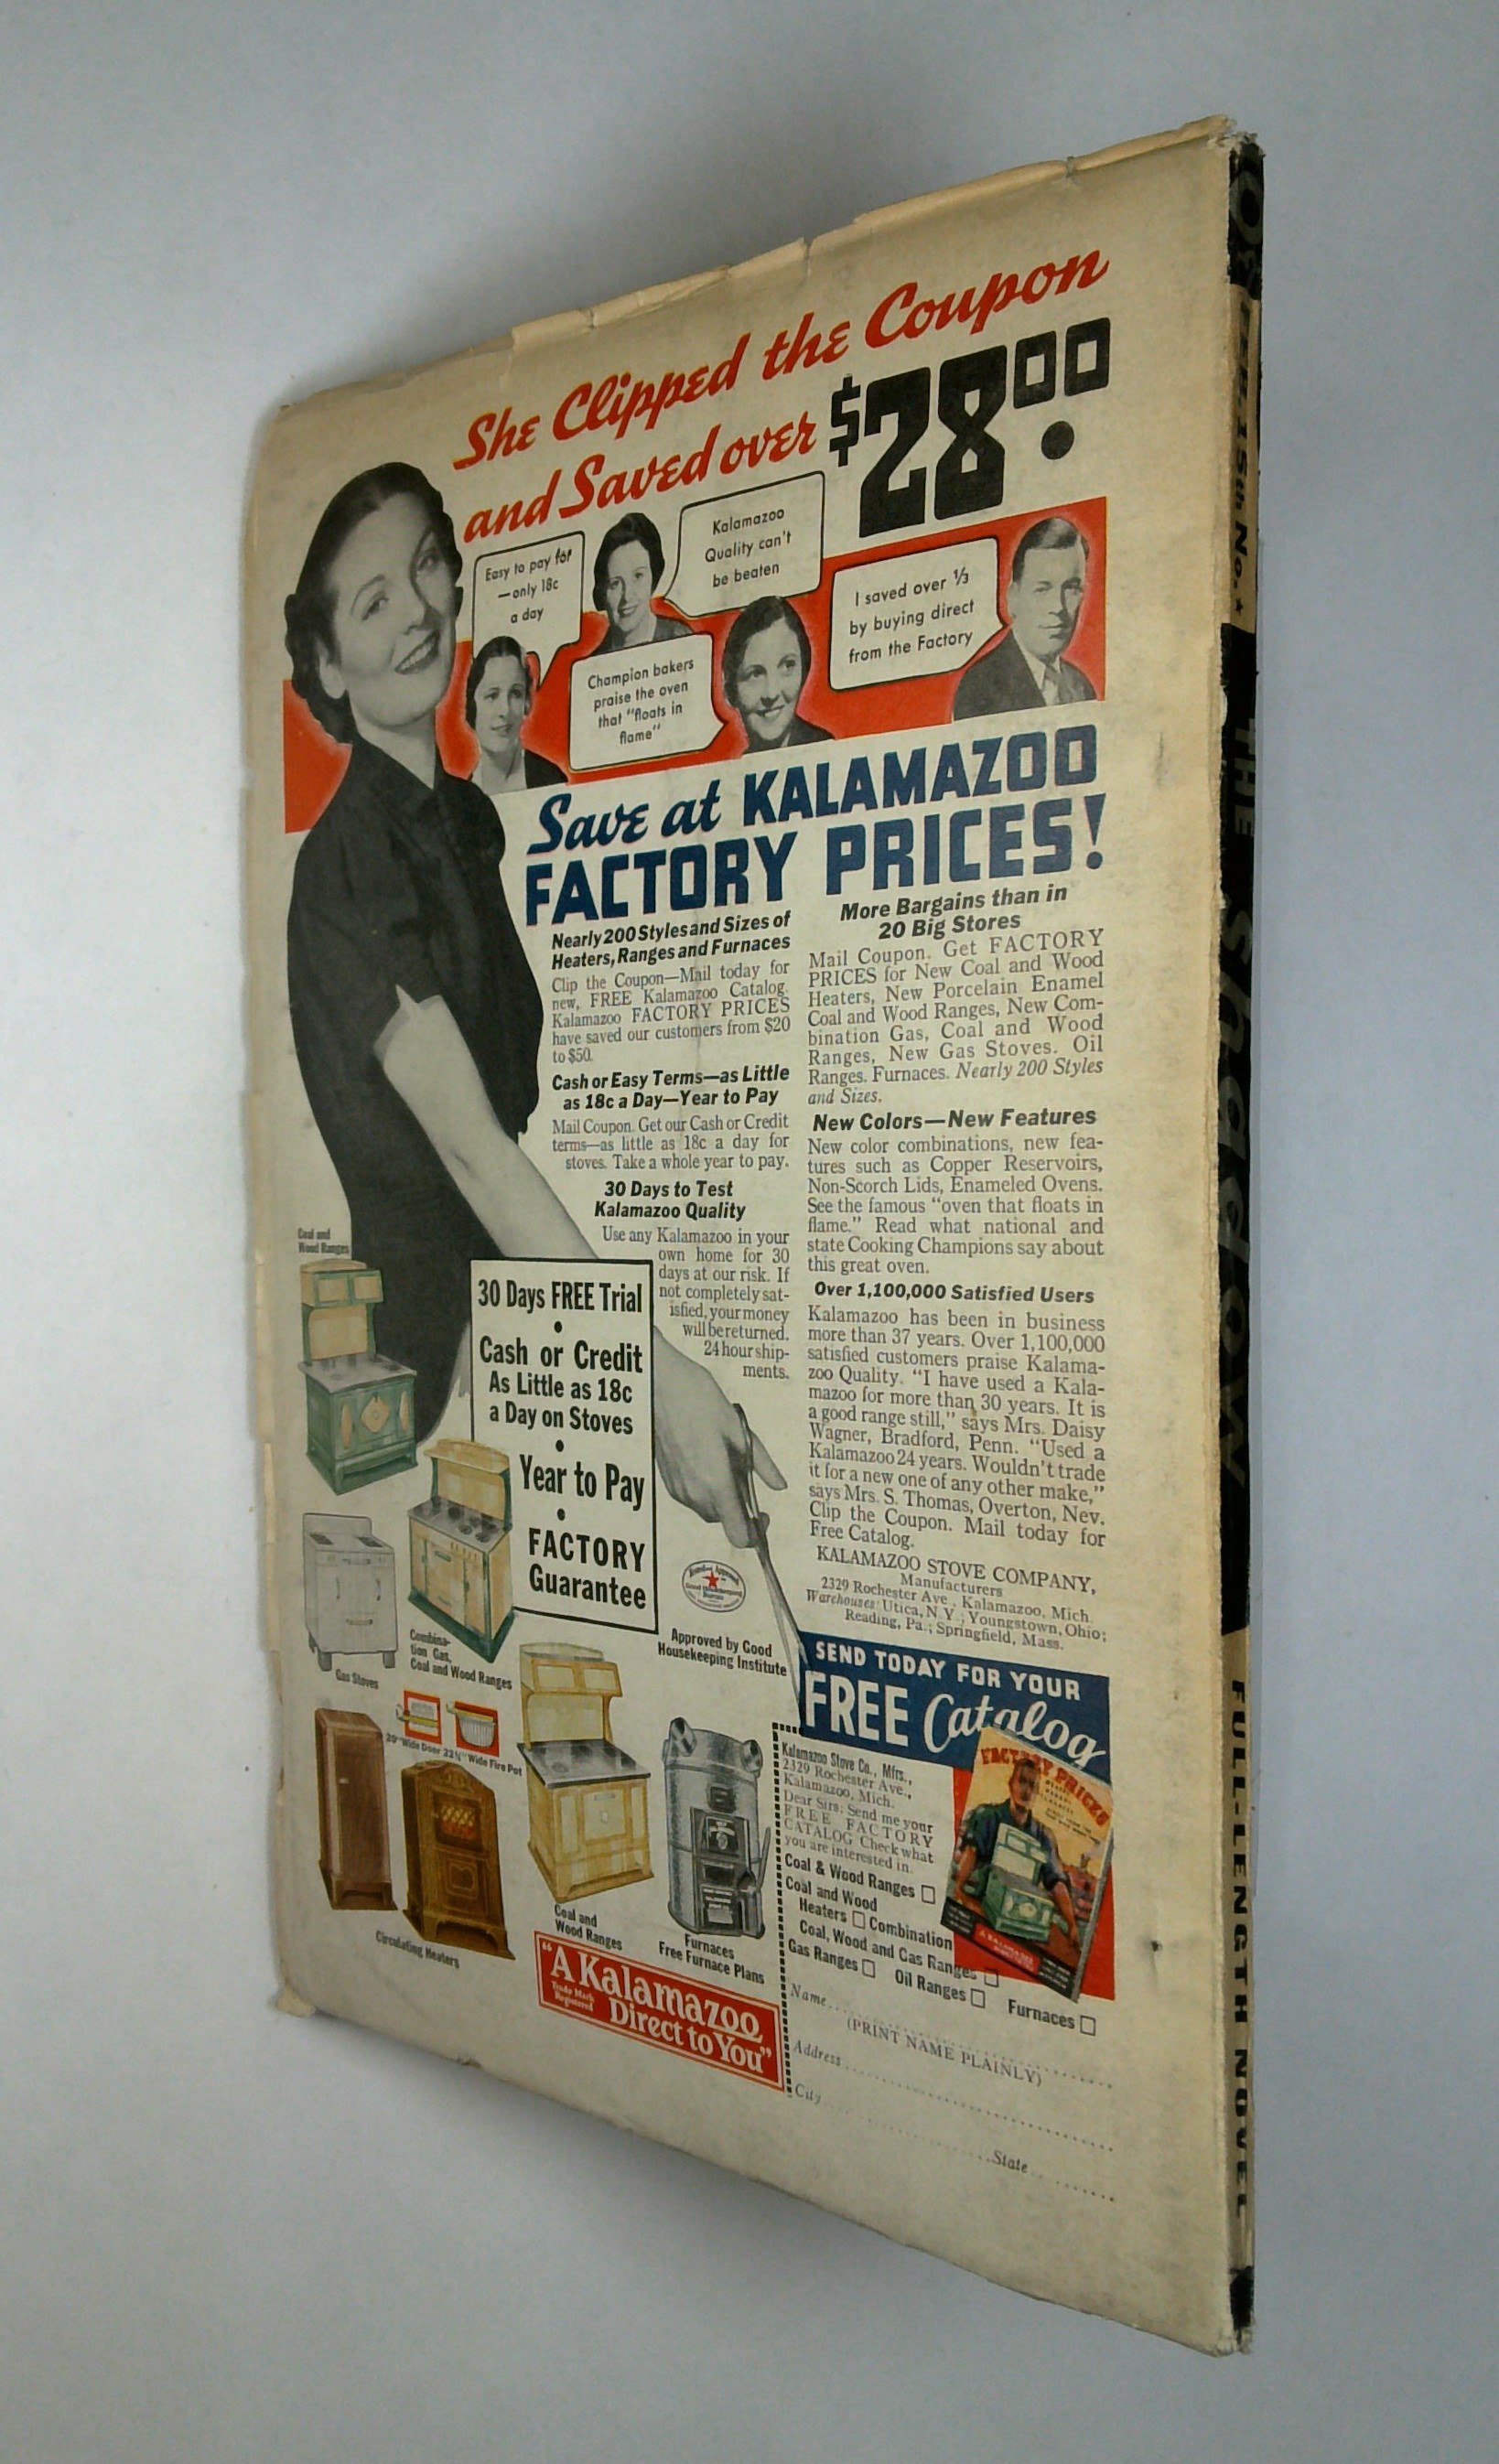 She Clipped the Coupon
and Saved over $28.00
Easy to pay for
—only 18c
a day
Kalamazoo
Quality can't
be beaten
Champion bakers
praise the oven
that "floats in
flame"
I saved over ⅓
by buying direct
from the Factory
Save at KALAMAZOO
FACTORY PRICES!
Nearly 200 Styles and Sizes of
Heaters, Ranges and Furnaces
Clip the Coupon—Mail today for
new, FREE Kalamazoo Catalog.
Kalamazoo FACTORY PRICES
have saved our customers from $20
to $50.
Cash or Easy Terms—as Little
as 18c a Day—Year to Pay
Mail Coupon. Get our Cash or Credit
terms—as little as 18c a day for
stoves. Take a whole year to pay.
30 Days to Test
Kalamazoo Quality
Use any Kalamazoo in your
own home for 30
days at our risk. If
not completely sat-
isfied, your money
will be returned.
24 hour ship-
ments.
More Bargains than in
20 Big Stores
Mail Coupon. Get FACTORY
PRICES for New Coal and Wood
Heaters, New Porcelain Enamel
Coal and Wood Ranges, New Com-
bination Gas, Coal and Wood
Ranges, New Gas Stoves. Oil
Ranges. Furnaces. Nearly 200 Styles
and Sizes.
New Colors—New Features
New color combinations, new fea-
tures such as Copper Reservoirs,
Non-Scorch Lids, Enameled Ovens.
See the famous "oven that floats in
flame." Read what national and
state Cooking Champions say about
this great oven.
Over 1,100,000 Satisfied Users
Kalamazoo has been in business
more than 37 years. Over 1,100,000
satisfied customers praise Kalama-
zoo Quality. "I have used a Kala-
mazoo for more than 30 years. It is
a good range still," says Mrs. Daisy
Wagner, Bradford, Penn. "Used a
Kalamazoo 24 years. Wouldn't trade
it for a new one of any other make,"
says Mrs. S. Thomas, Overton, Nev.
Clip the Coupon. Mail today for
Free Catalog.
KALAMAZOO STOVE COMPANY,
Manufacturers
2329 Rochester Ave., Kalamazoo, Mich.
Warehouses: Utica, N.Y.; Youngstown, Ohio;
Reading, Pa.; Springfield, Mass.
30 Days FREE Trial
•
Cash or Credit
As Little as 18c
a Day on Stoves
•
Year to Pay
•
FACTORY
Guarantee
Approved by Good
Housekeeping Institute
Coal and
Wood Ranges
Gas Stoves
Combina-
tion Gas,
Coal and Wood Ranges
20" Wide Door 22½" Wide Fire Pot
Circulating Heaters
Coal and
Wood Ranges
Furnaces
Free Furnace Plans
"A Kalamazoo
Trade Mark
Registered
Direct to You"
SEND TODAY FOR YOUR
FREE Catalog
FACTORY PRICES
Kalamazoo Stove Co., Mfrs.,
2329 Rochester Ave.,
Kalamazoo, Mich.
Dear Sirs: Send me your
FREE FACTORY
CATALOG. Check what
you are interested in.
Coal & Wood Ranges □
Coal and Wood
Heaters □ Combination
Coal, Wood and Gas Ranges □
Gas Ranges □ Oil Ranges □ Furnaces □
Name
(PRINT NAME PLAINLY)
Address
City
State
FEB. 15th No.
THE Shadow
FULL-LENGTH NOVEL